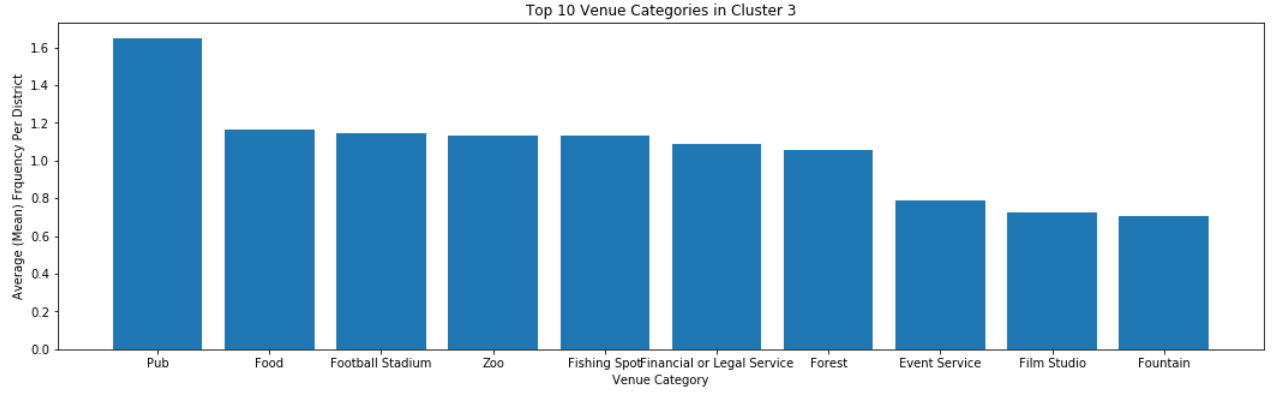 Top 10 Venue Categories in Cluster 3
Average (Mean) Frquency Per District
1.6
1.4
1.2
1.0
0.8
0.6
0.4
0.2
0.0
Pub Food Football Stadium Zoo Fishing Spot Financial or Legal Service Forest Event Service Film Studio Fountain
Venue Category